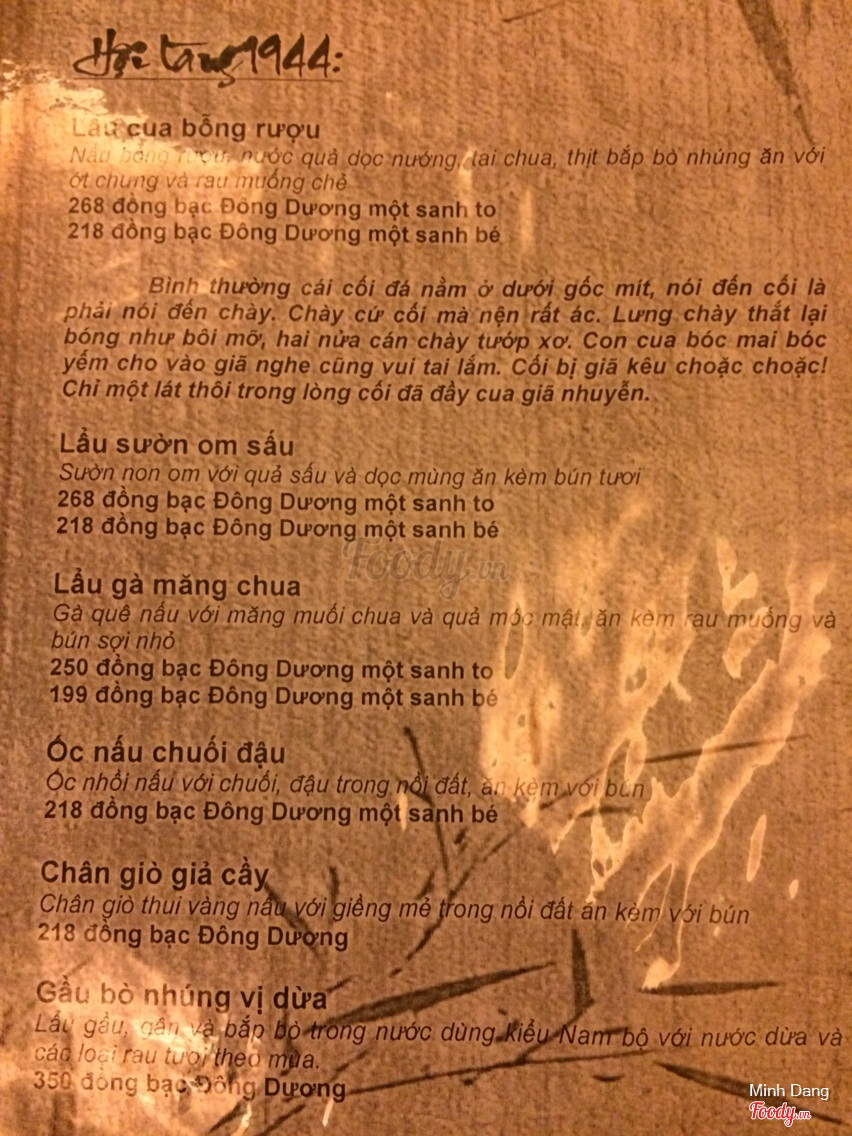 1944:
Lẩu cua bỗng rượu
Nấu bỗng rượu, nước quả dọc nướng, tai chua, thịt bắp bò nhúng ăn với
ớt chưng và rau muống chẻ
268 đồng bạc Đông Dương một sanh to
218 đồng bạc Đông Dương một sanh bé
Bình thường cái cối đá nằm ở dưới gốc mít, nói đến cối là
phải nói đến chày. Chày cứ cối mà nện rất ác. Lưng chày thắt lại
bóng như bôi mỡ, hai nửa cán chày tướp xơ. Con cua bóc mai bóc
yếm cho vào giã nghe cũng vui tai lắm. Cối bị giã kêu choặc choặc!
Chỉ một lát thôi trong lòng cối đã đầy cua giã nhuyễn.
Lẩu sườn om sấu
Sườn non om với quả sấu và dọc mùng ăn kèm bún tươi
268 đồng bạc Đông Dương một sanh to
218 đồng bạc Đông Dương một sanh bé
Foody.vn
Lẩu gà măng chua
Gà quê nấu với măng muối chua và quả móc mật, ăn kèm rau muống và
bún sợi nhỏ
250 đồng bạc Đông Dương một sanh to
199 đồng bạc Đông Dương một sanh bé
Ốc nấu chuối đậu
Ốc nhồi nấu với chuối, đậu trong nồi đất, ăn kèm với bún
218 đồng bạc Đông Dương một sanh bé
Chân giò giả cầy
Chân giò thui vàng nấu với giềng mẻ trong nồi đất ăn kèm với bún
218 đồng bạc Đông Dương
Gầu bò nhúng vị dừa
Lẩu gầu, gân và bắp bò trong nước dùng kiểu Nam bộ với nước dừa và
các loại rau tươi theo mùa.
350 đồng bạc Đông Dương
Minh Dang
Foody.vn